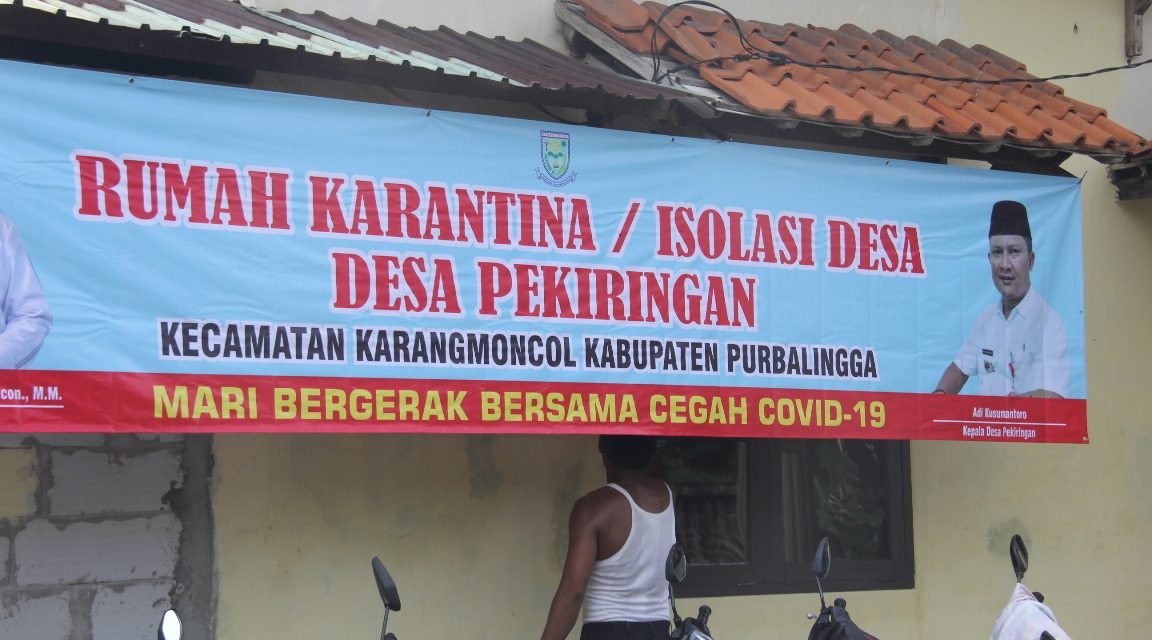 RUMAH KARANTINA / ISOLASI DESA
DESA PEKIRINGAN
KECAMATAN KARANGMONCOL KABUPATEN PURBALINGGA
MARI BERGERAK BERSAMA CEGAH COVID-19
con., M.M.
Adi Kusumantoro
Kepala Desa Pekiringan